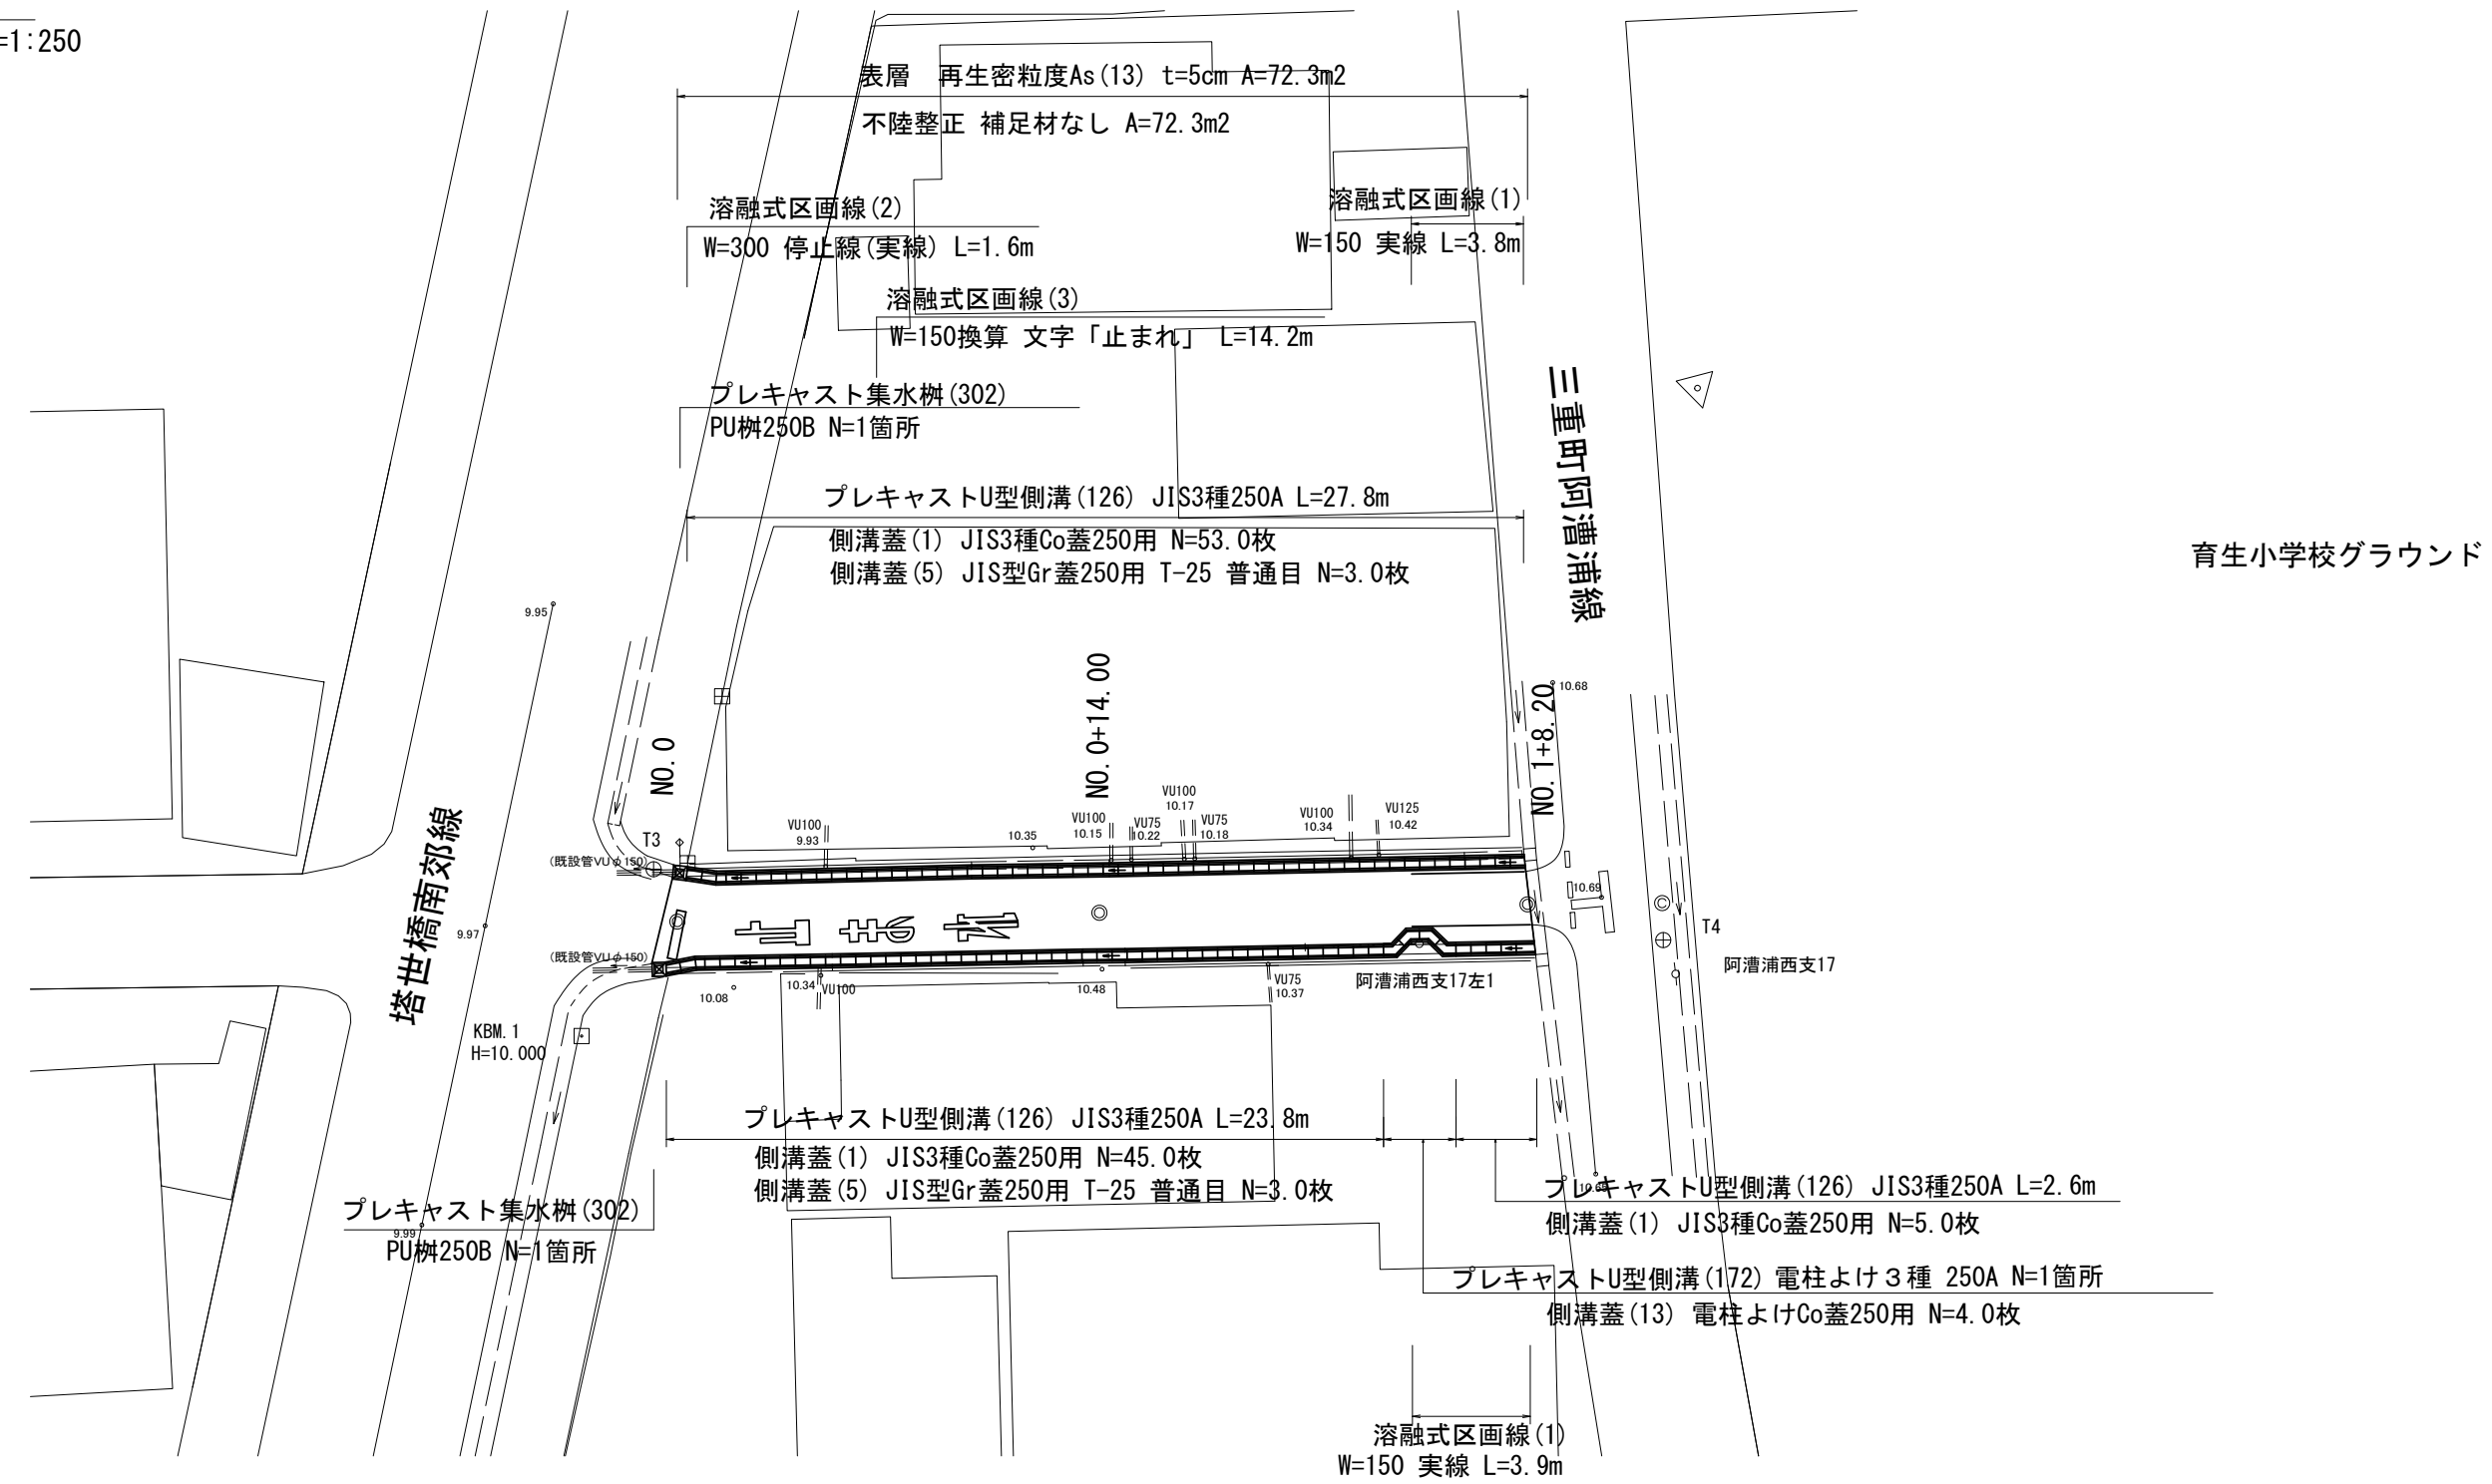 =1:250
表層　再生密粒度As(13) t=5cm A=72.3m2
不陸整正 補足材なし A=72.3m2
溶融式区画線(2)
W=300 停止線(実線) L=1.6m
溶融式区画線(1)
W=150 実線 L=3.8m
溶融式区画線(3)
W=150換算 文字「止まれ」 L=14.2m
プレキャスト集水桝(302)
PU桝250B N=1箇所
三重町阿漕浦線
プレキャストU型側溝(126) JIS3種250A L=27.8m
側溝蓋(1) JIS3種Co蓋250用 N=53.0枚
側溝蓋(5) JIS型Gr蓋250用 T-25 普通目 N=3.0枚
育生小学校グラウンド
9.95
NO.0
NO.0+14.00
NO.1+8.20
10.68
T3
VU100
9.93
10.35
VU100
10.15
VU75
10.22
VU100
10.17
VU75
10.18
VU100
10.34
VU125
10.42
(既設管VUφ150)
塔世橋南郊線
10.69
止まれ
9.97
(既設管VUφ150)
T4
阿漕浦西支17
10.08
10.34
VU100
10.48
VU75
10.37
阿漕浦西支17左1
KBM.1
H=10.000
プレキャストU型側溝(126) JIS3種250A L=23.8m
側溝蓋(1) JIS3種Co蓋250用 N=45.0枚
側溝蓋(5) JIS型Gr蓋250用 T-25 普通目 N=3.0枚
プレキャスト集水桝(302)
9.99
PU桝250B N=1箇所
プレキャストU型側溝(126) JIS3種250A L=2.6m
側溝蓋(1) JIS3種Co蓋250用 N=5.0枚
プレキャストU型側溝(172) 電柱よけ３種 250A N=1箇所
側溝蓋(13) 電柱よけCo蓋250用 N=4.0枚
溶融式区画線(1)
W=150 実線 L=3.9m